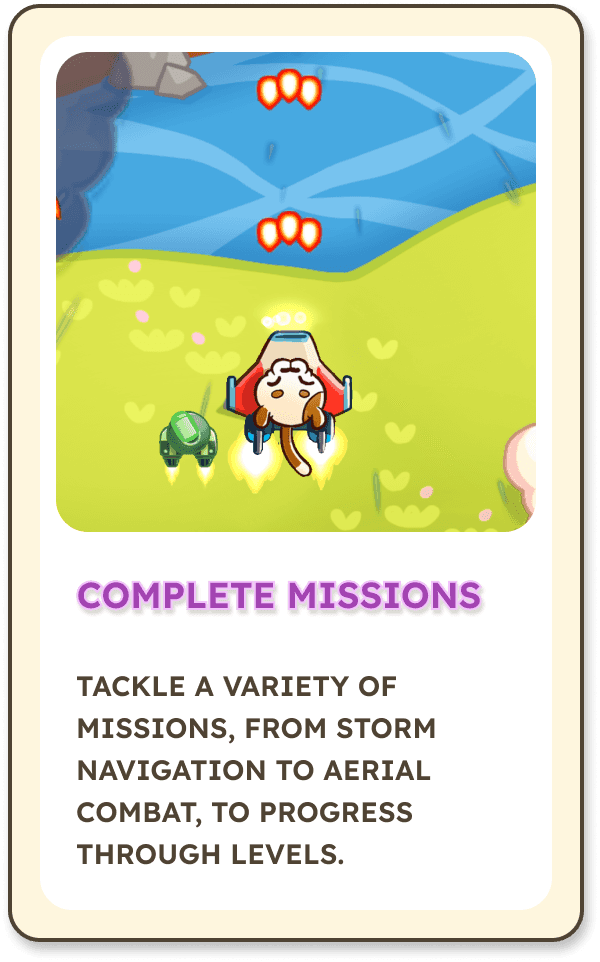 COMPLETE MISSIONS
TACKLE A VARIETY OF
MISSIONS, FROM STORM
NAVIGATION TO AERIAL
COMBAT, TO PROGRESS
THROUGH LEVELS.